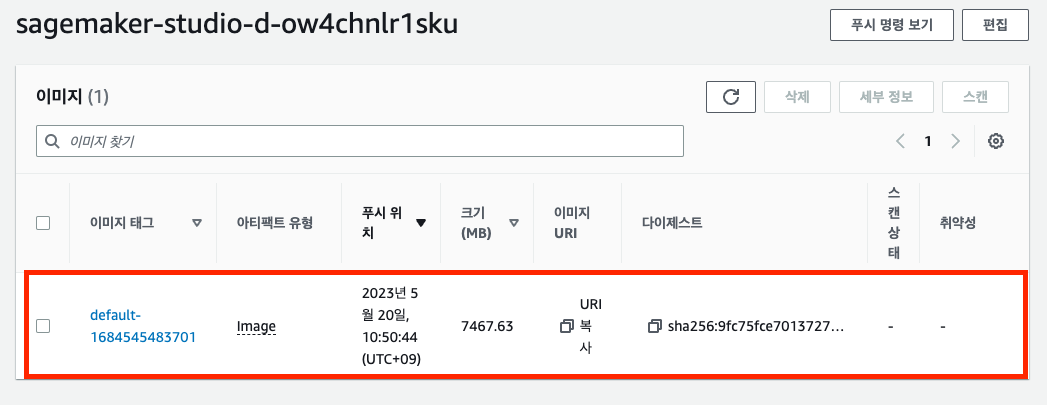 sagemaker-studio-d-ow4chnlr1sku
푸시 명령 보기
편집
이미지 (1)
삭제
세부 정보
스캔
이미지 찾기
1
이미지 태그
아티팩트 유형
푸시 위
치
크기
(MB)
이미지
URI
다이제스트
스
캔
상
태
취약성
default-
1684545483701
Image
2023년 5
월 20일,
10:50:44
(UTC+09)
7467.63
URI
복
사
sha256:9fc75fce7013727...
-
-